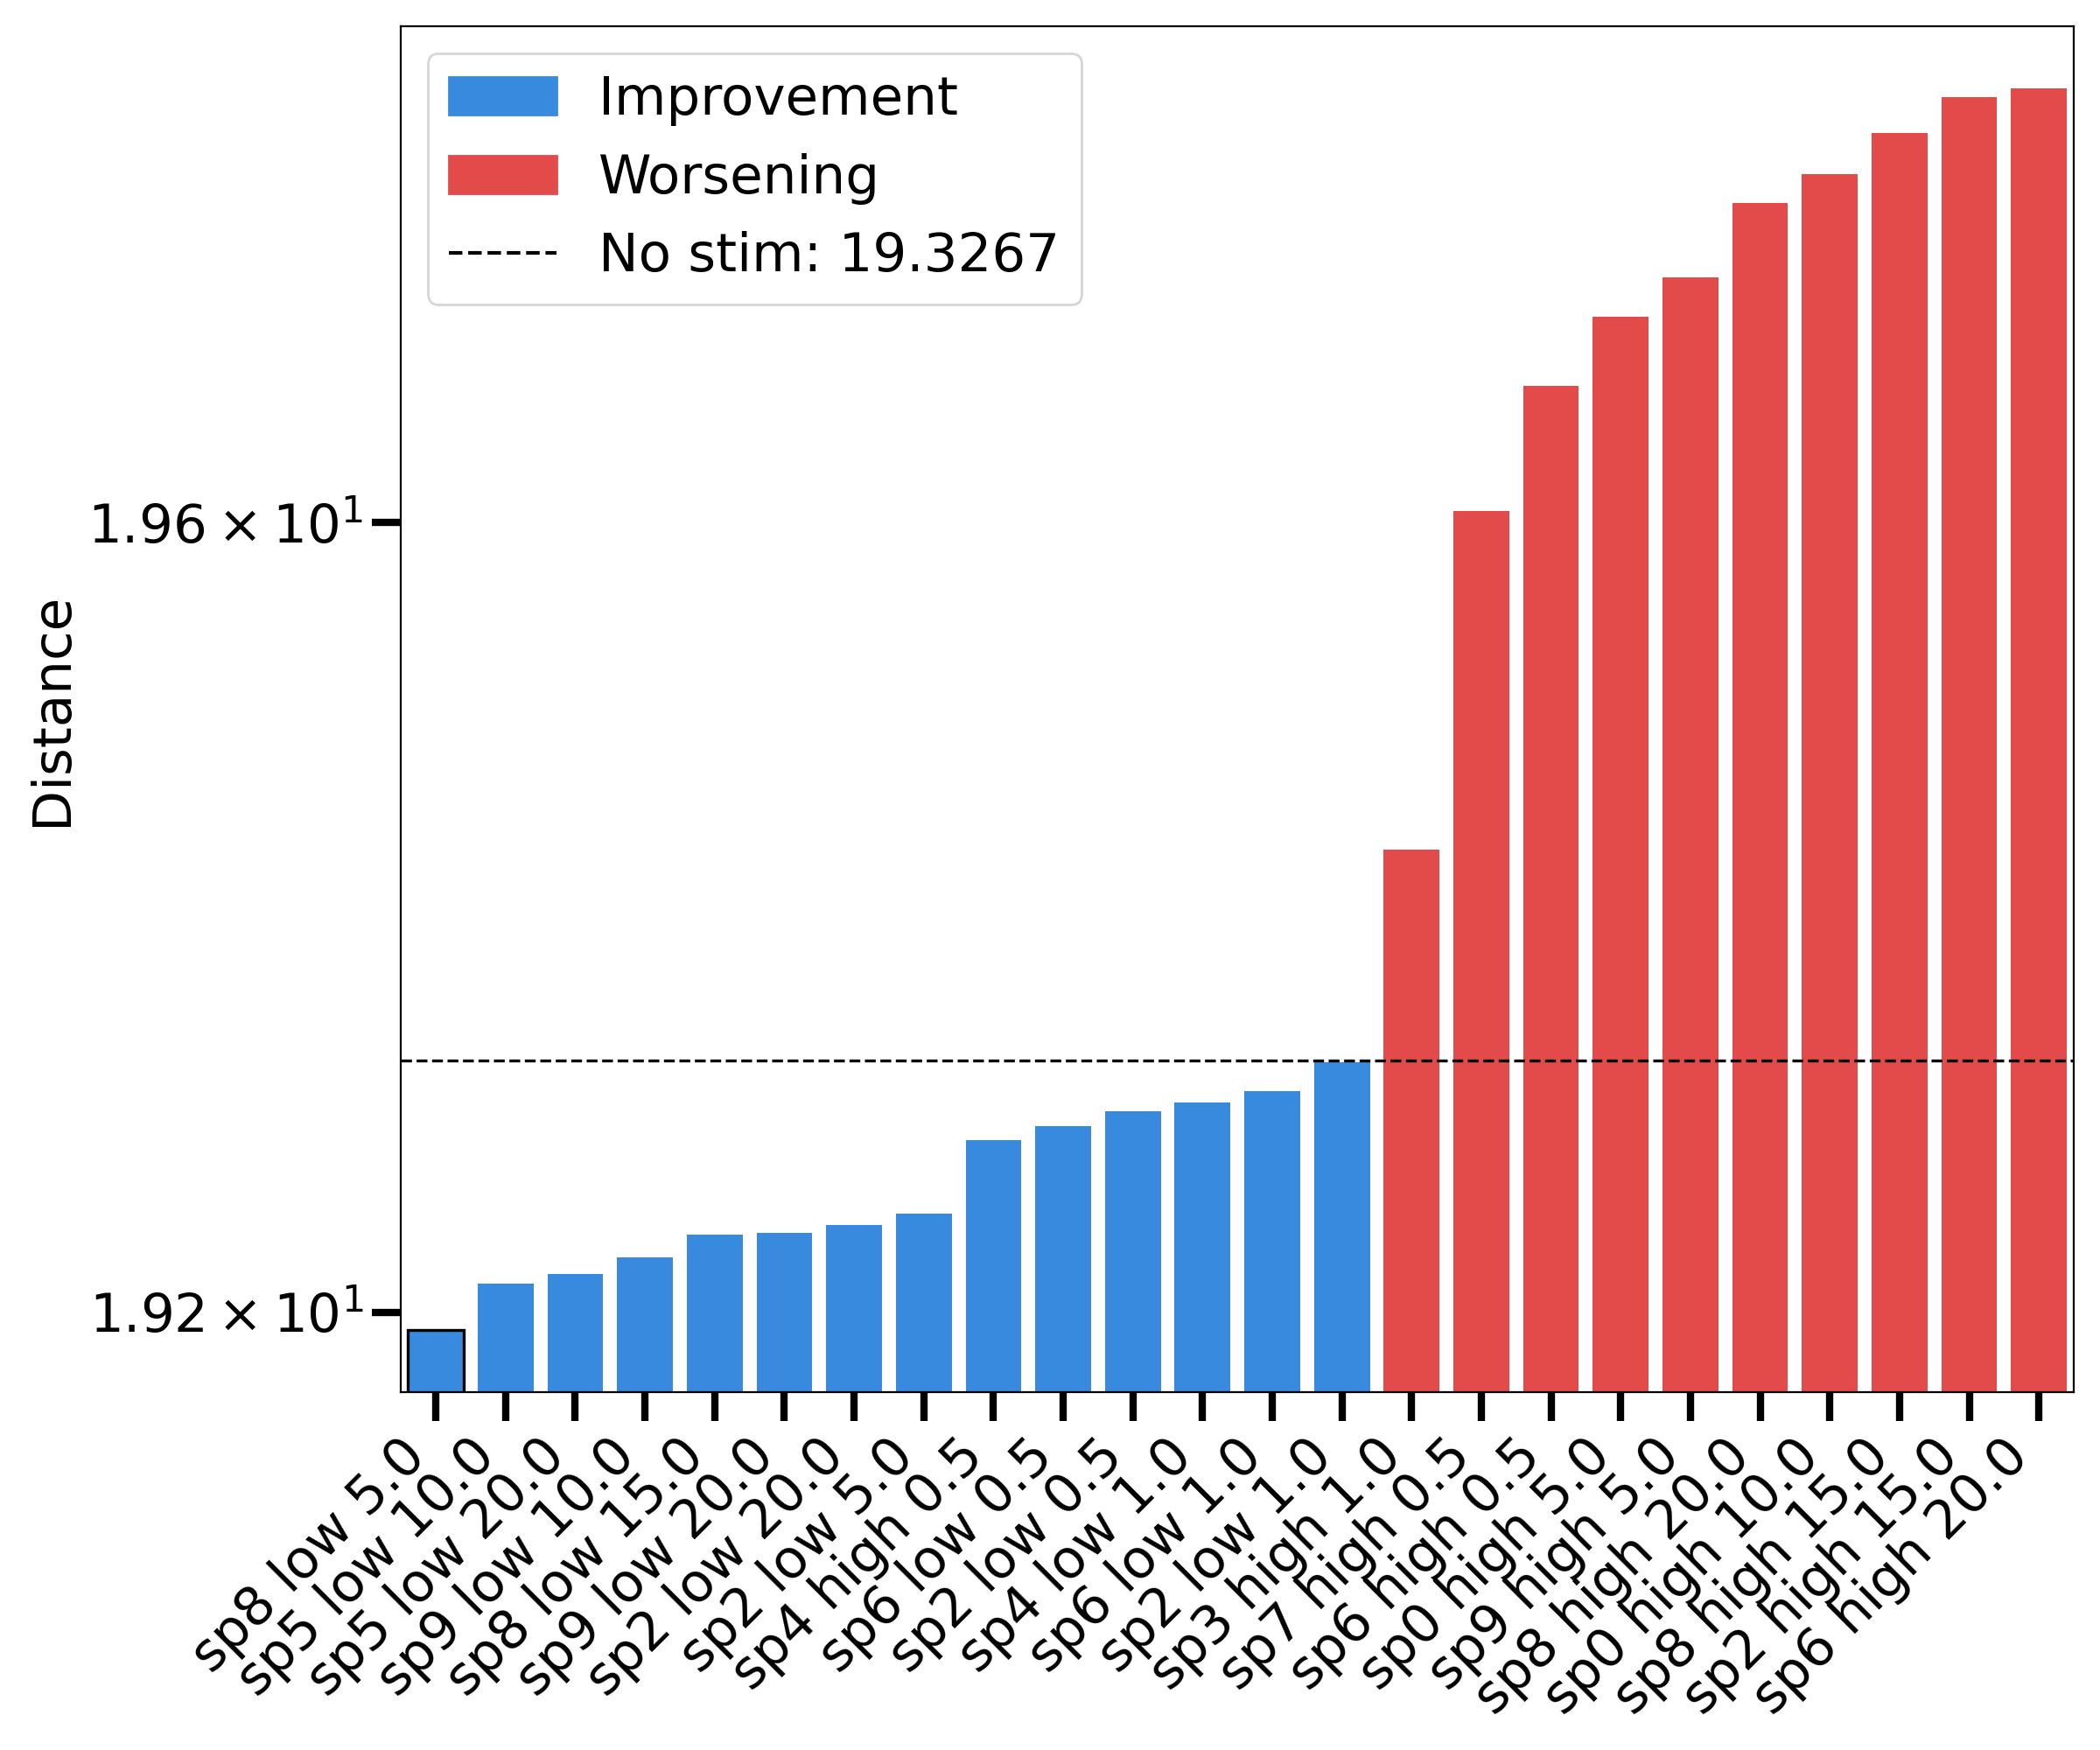 Improvement
Worsening
No stim: 19.3267
Distance
1.96 × 10¹
1.92 × 10¹
sp8 low 5.0
sp5 low 10.0
sp5 low 20.0
sp9 low 10.0
sp8 low 15.0
sp9 low 20.0
sp2 low 20.0
sp2 low 5.0
sp4 high 0.5
sp6 low 0.5
sp2 low 0.5
sp4 low 1.0
sp6 low 1.0
sp2 low 1.0
sp3 high 1.0
sp7 high 0.5
sp6 high 0.5
sp0 high 5.0
sp9 high 5.0
sp8 high 20.0
sp0 high 10.0
sp8 high 15.0
sp2 high 15.0
sp6 high 20.0